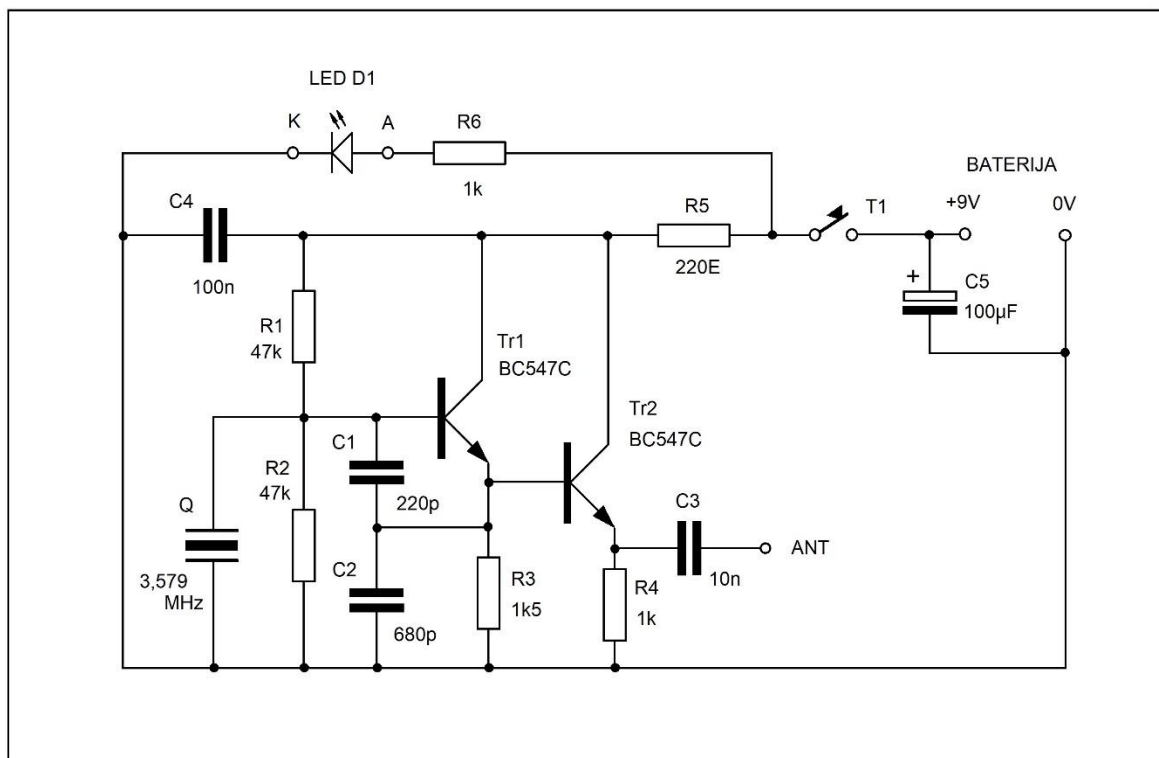 LED D1
K
A
R6
1k
BATERIJA
C4
R5
T1
+9V
0V
220E
100n
+
C5
100µF
R1
47k
Tr1
BC547C
Tr2
BC547C
C1
R2
47k
220p
Q
C3
ANT
C2
10n
3,579
MHz
R3
1k5
R4
1k
680p